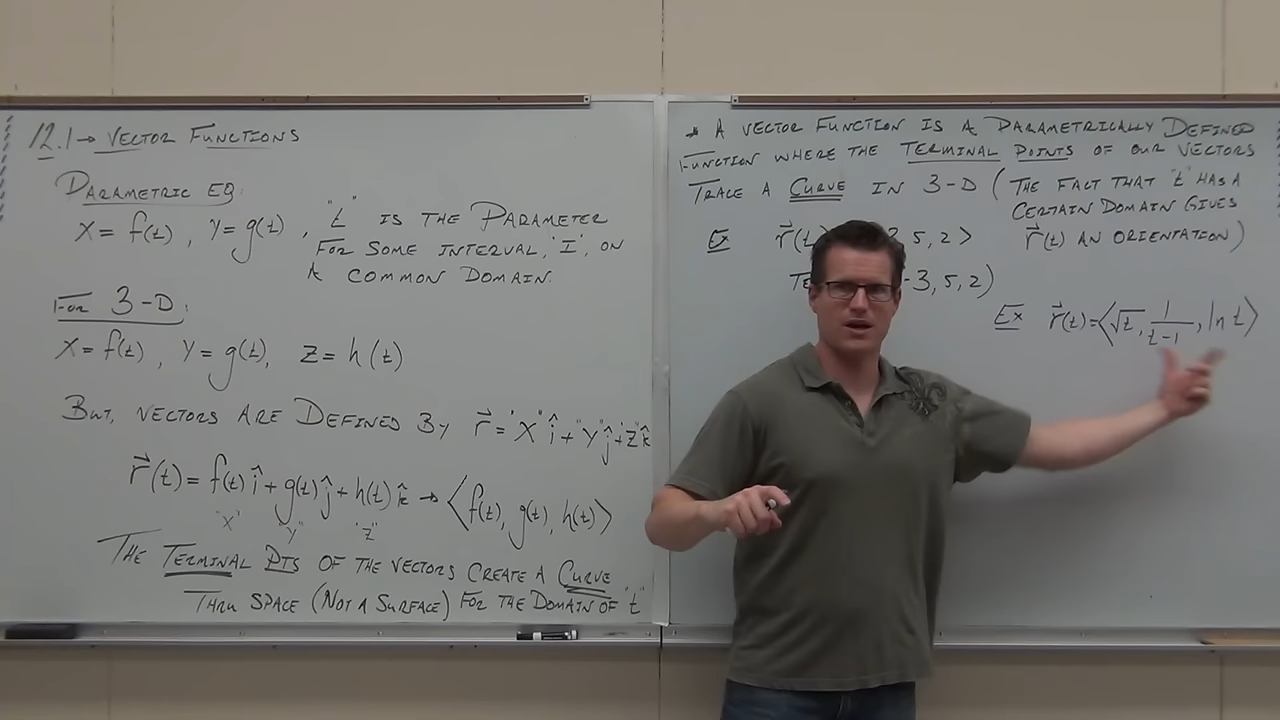 12.1→ VECTOR FUNCTIONS
PARAMETRIC EQ:
X = f(t), Y = g(t), "t" IS THE PARAMETER
FOR SOME INTERVAL, 'I', ON
A COMMON DOMAIN.
FOR 3-D:
X = f(t), Y = g(t), Z = h(t)
BUT, VECTORS ARE DEFINED BY r⃗ = "X" î + "Y" ĵ + "Z" k̂
r⃗(t) = f(t) î + g(t) ĵ + h(t) k̂ → ⟨f(t), g(t), h(t)⟩
"X" "Y" "Z"
THE TERMINAL PTS OF THE VECTORS CREATE A CURVE
THRU SPACE (NOT A SURFACE) FOR THE DOMAIN OF "t"
* A VECTOR FUNCTION IS A PARAMETRICALLY DEFINED
FUNCTION WHERE THE TERMINAL POINTS OF OUR VECTORS
TRACE A CURVE IN 3-D (THE FACT THAT "t" HAS A
CERTAIN DOMAIN GIVES
r⃗(t) AN ORIENTATION)
EX r⃗(t) 5, 2>
-3, 5, 2)
EX r⃗(t) = ⟨√t, 1/(t-1), ln t⟩